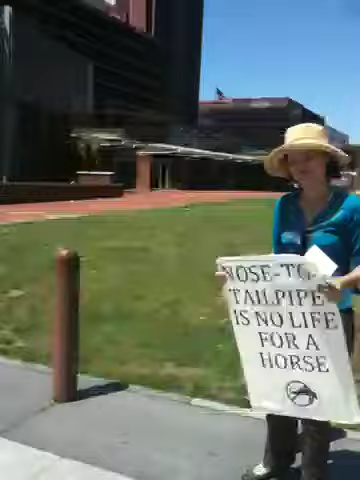 NOSE-TO-
TAILPIPE
IS NO LIFE
FOR A
HORSE